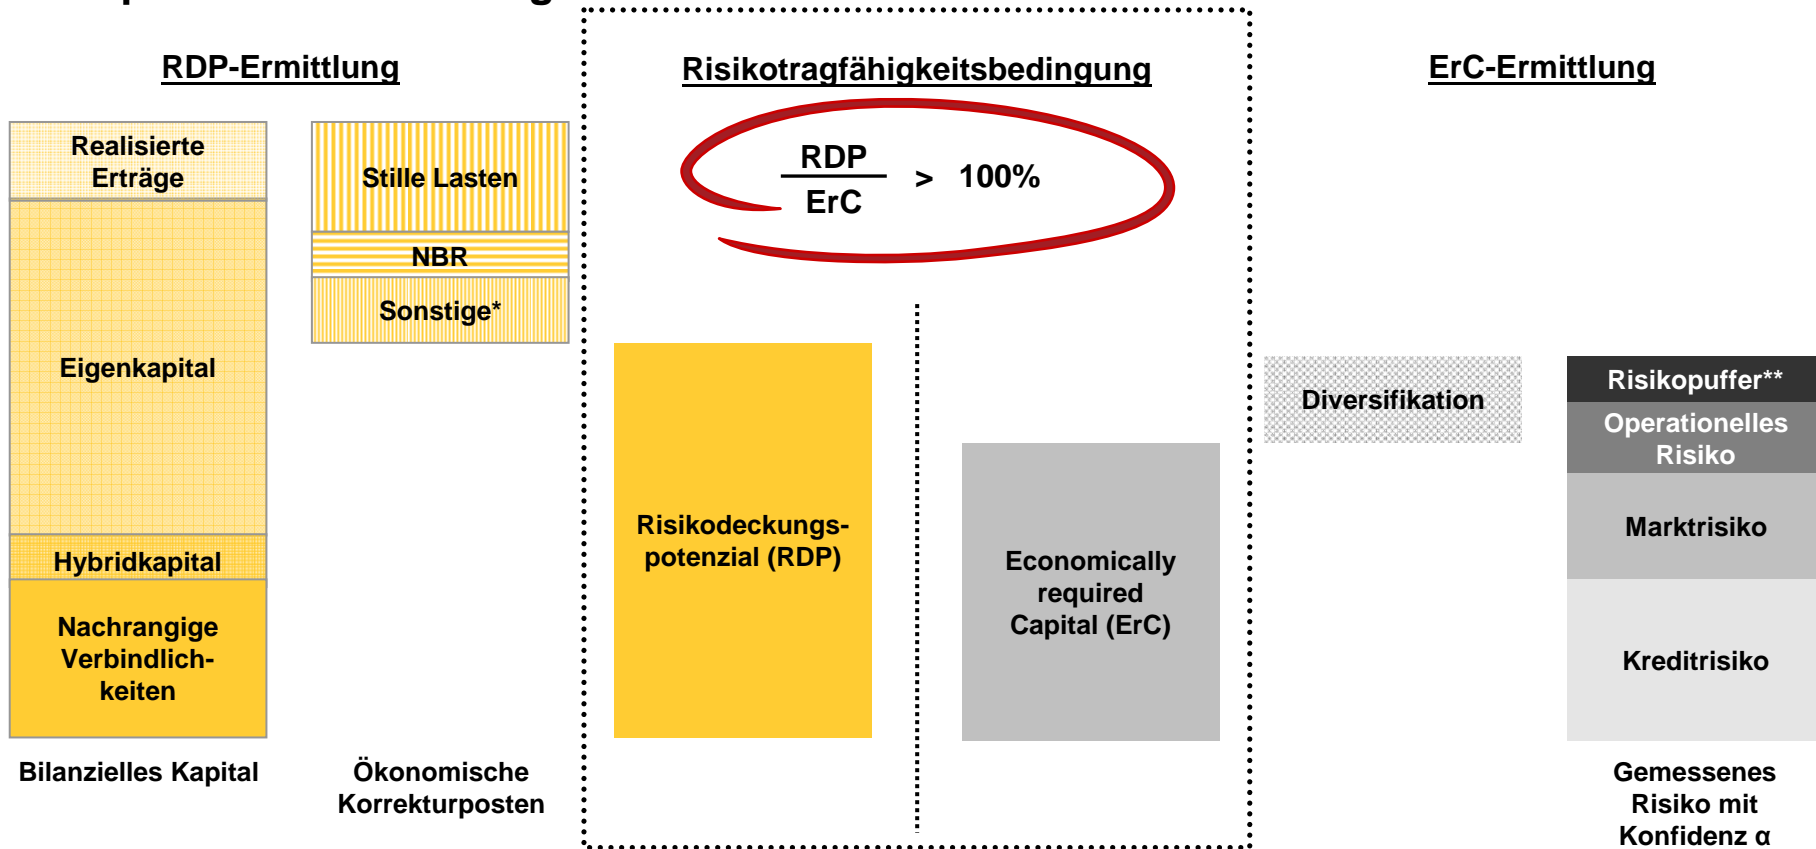 RDP-Ermittlung
Realisierte
Erträge
Eigenkapital
Hybridkapital
Nachrangige
Verbindlich-
keiten
Bilanzielles Kapital
Stille Lasten
NBR
Sonstige*
Ökonomische
Korrekturposten
Risikotragfähigkeitsbedingung
RDP
ErC
> 100%
Risikodeckungs-
potenzial (RDP)
Economically
required
Capital (ErC)
ErC-Ermittlung
Diversifikation
Risikopuffer**
Operationelles
Risiko
Marktrisiko
Kreditrisiko
Gemessenes
Risiko mit
Konfidenz α